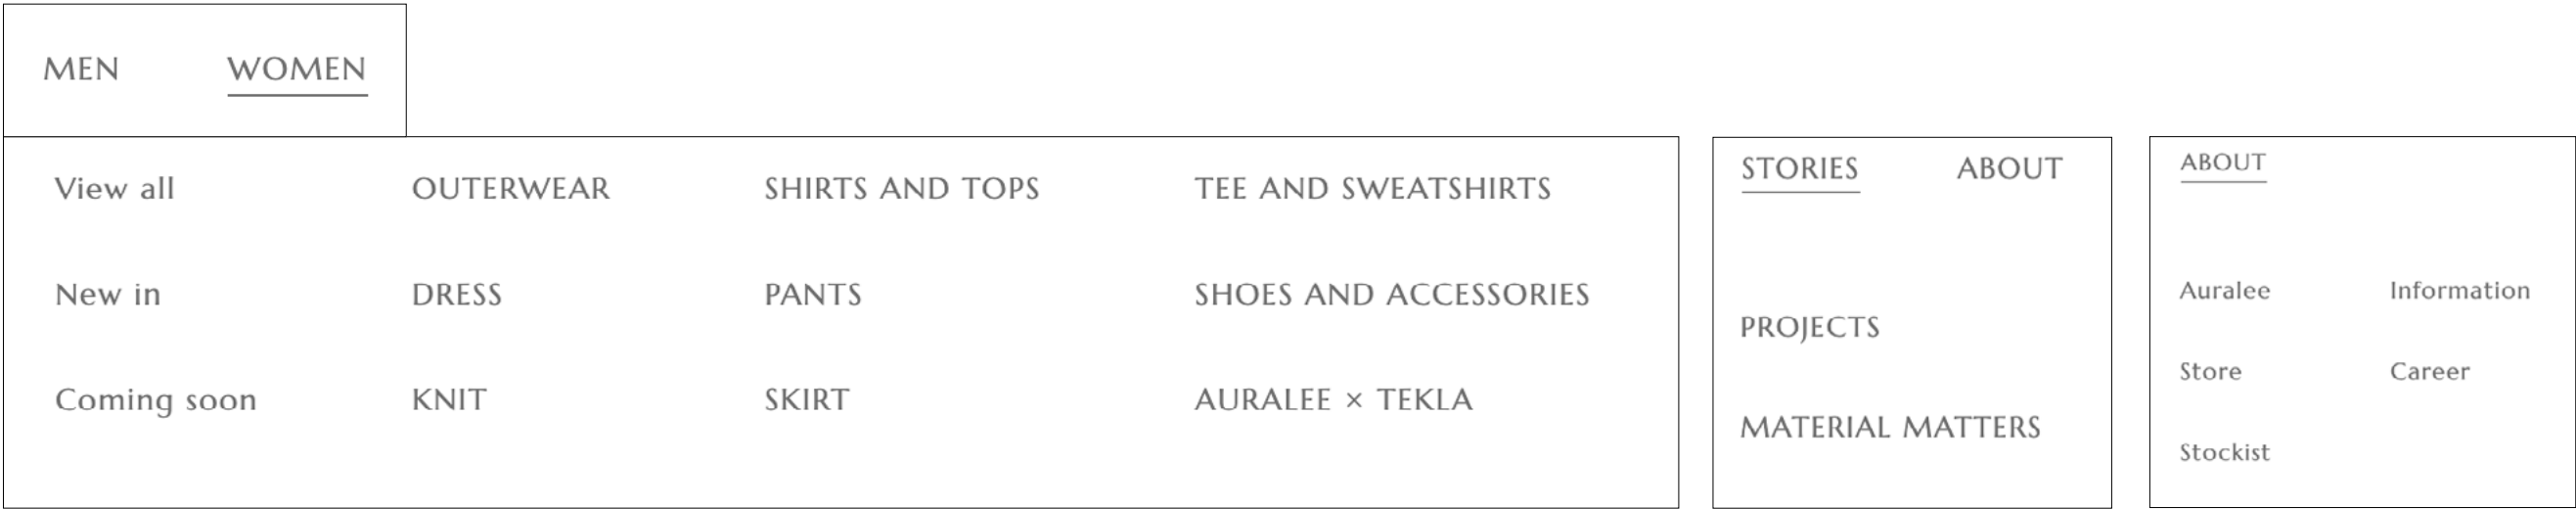 MEN WOMEN
View all OUTERWEAR SHIRTS AND TOPS TEE AND SWEATSHIRTS
New in DRESS PANTS SHOES AND ACCESSORIES
Coming soon KNIT SKIRT AURALEE × TEKLA
STORIES ABOUT
PROJECTS
MATERIAL MATTERS
ABOUT
Auralee Information
Store Career
Stockist